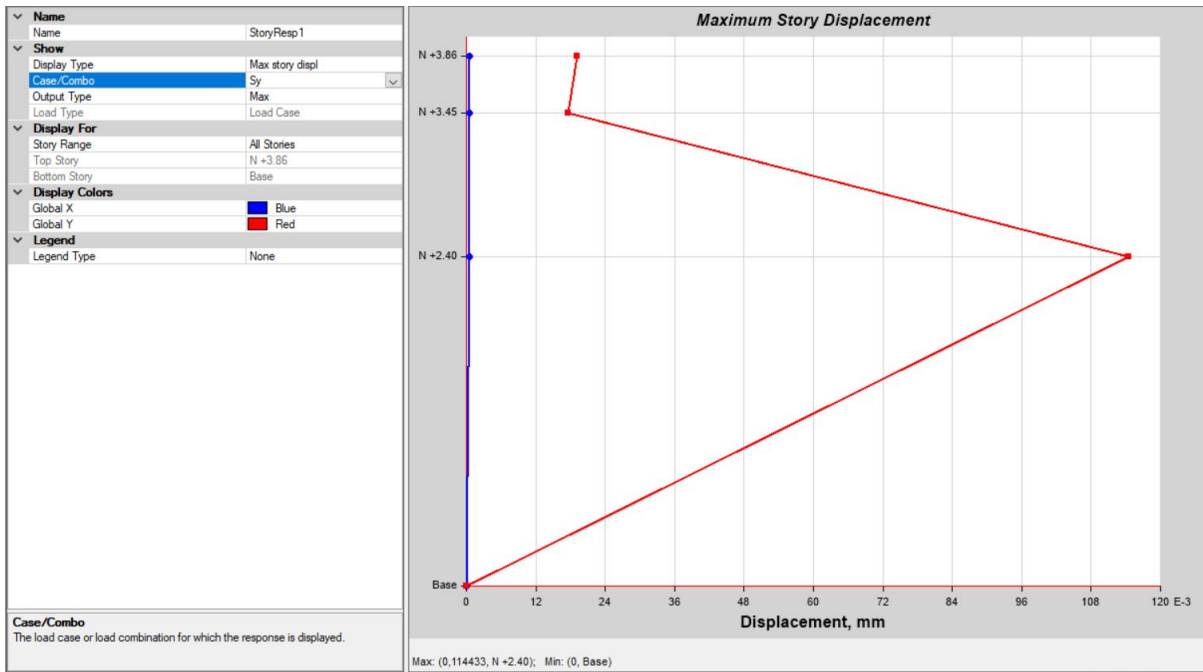 Name
Name StoryResp1
Show
Display Type Max story displ
Case/Combo Sy
Output Type Max
Load Type Load Case
Display For
Story Range All Stories
Top Story N +3.86
Bottom Story Base
Display Colors
Global X Blue
Global Y Red
Legend
Legend Type None
Case/Combo
The load case or load combination for which the response is displayed.
Maximum Story Displacement
N +3.86
N +3.45
N +2.40
Base
0 12 24 36 48 60 72 84 96 108 120 E-3
Displacement, mm
Max: (0,114433, N +2.40); Min: (0, Base)